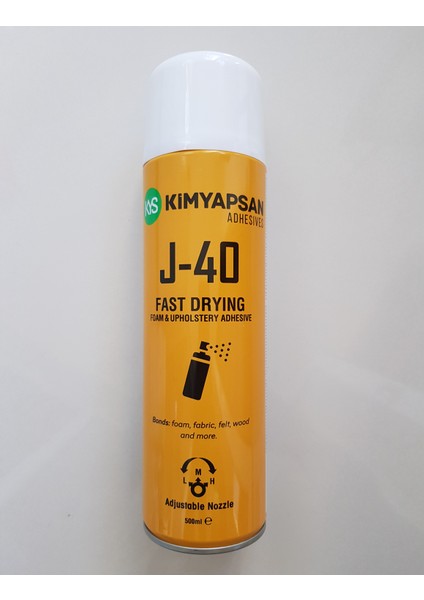 KS KiMYAPSAN
ADHESIVES
J-40
FAST DRYING
FOAM & UPHOLSTERY ADHESIVE
Bonds: foam, fabric, felt, wood
and more.
M
L H
Adjustable Nozzle
500ml ℮